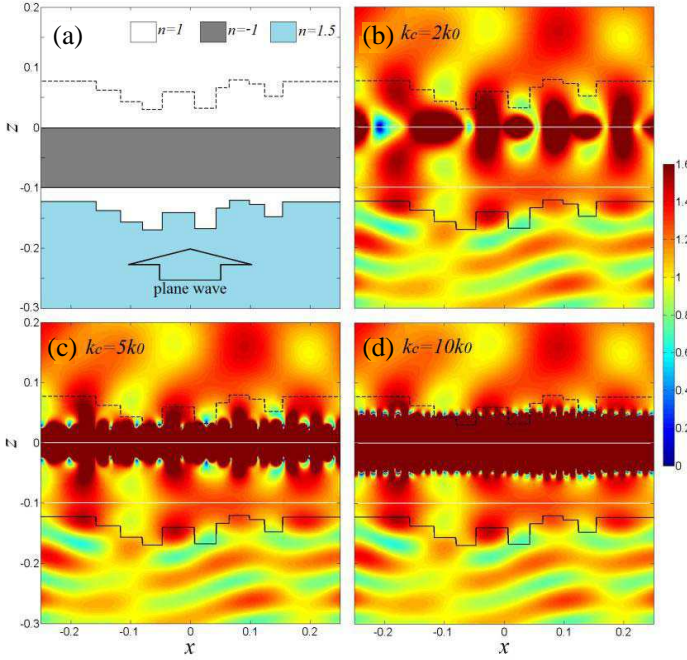 (a) n=1 n=-1 n=1.5
(b) kc=2k0
0.2
0.1
0
-0.1
-0.2
-0.3
z
plane wave
1.6
1.4
1.2
1
0.8
0.6
0.4
0.2
0
(c) kc=5k0
(d) kc=10k0
0.2
0.1
0
-0.1
-0.2
-0.3
z
-0.2 -0.1 0 0.1 0.2
-0.2 -0.1 0 0.1 0.2
x
x